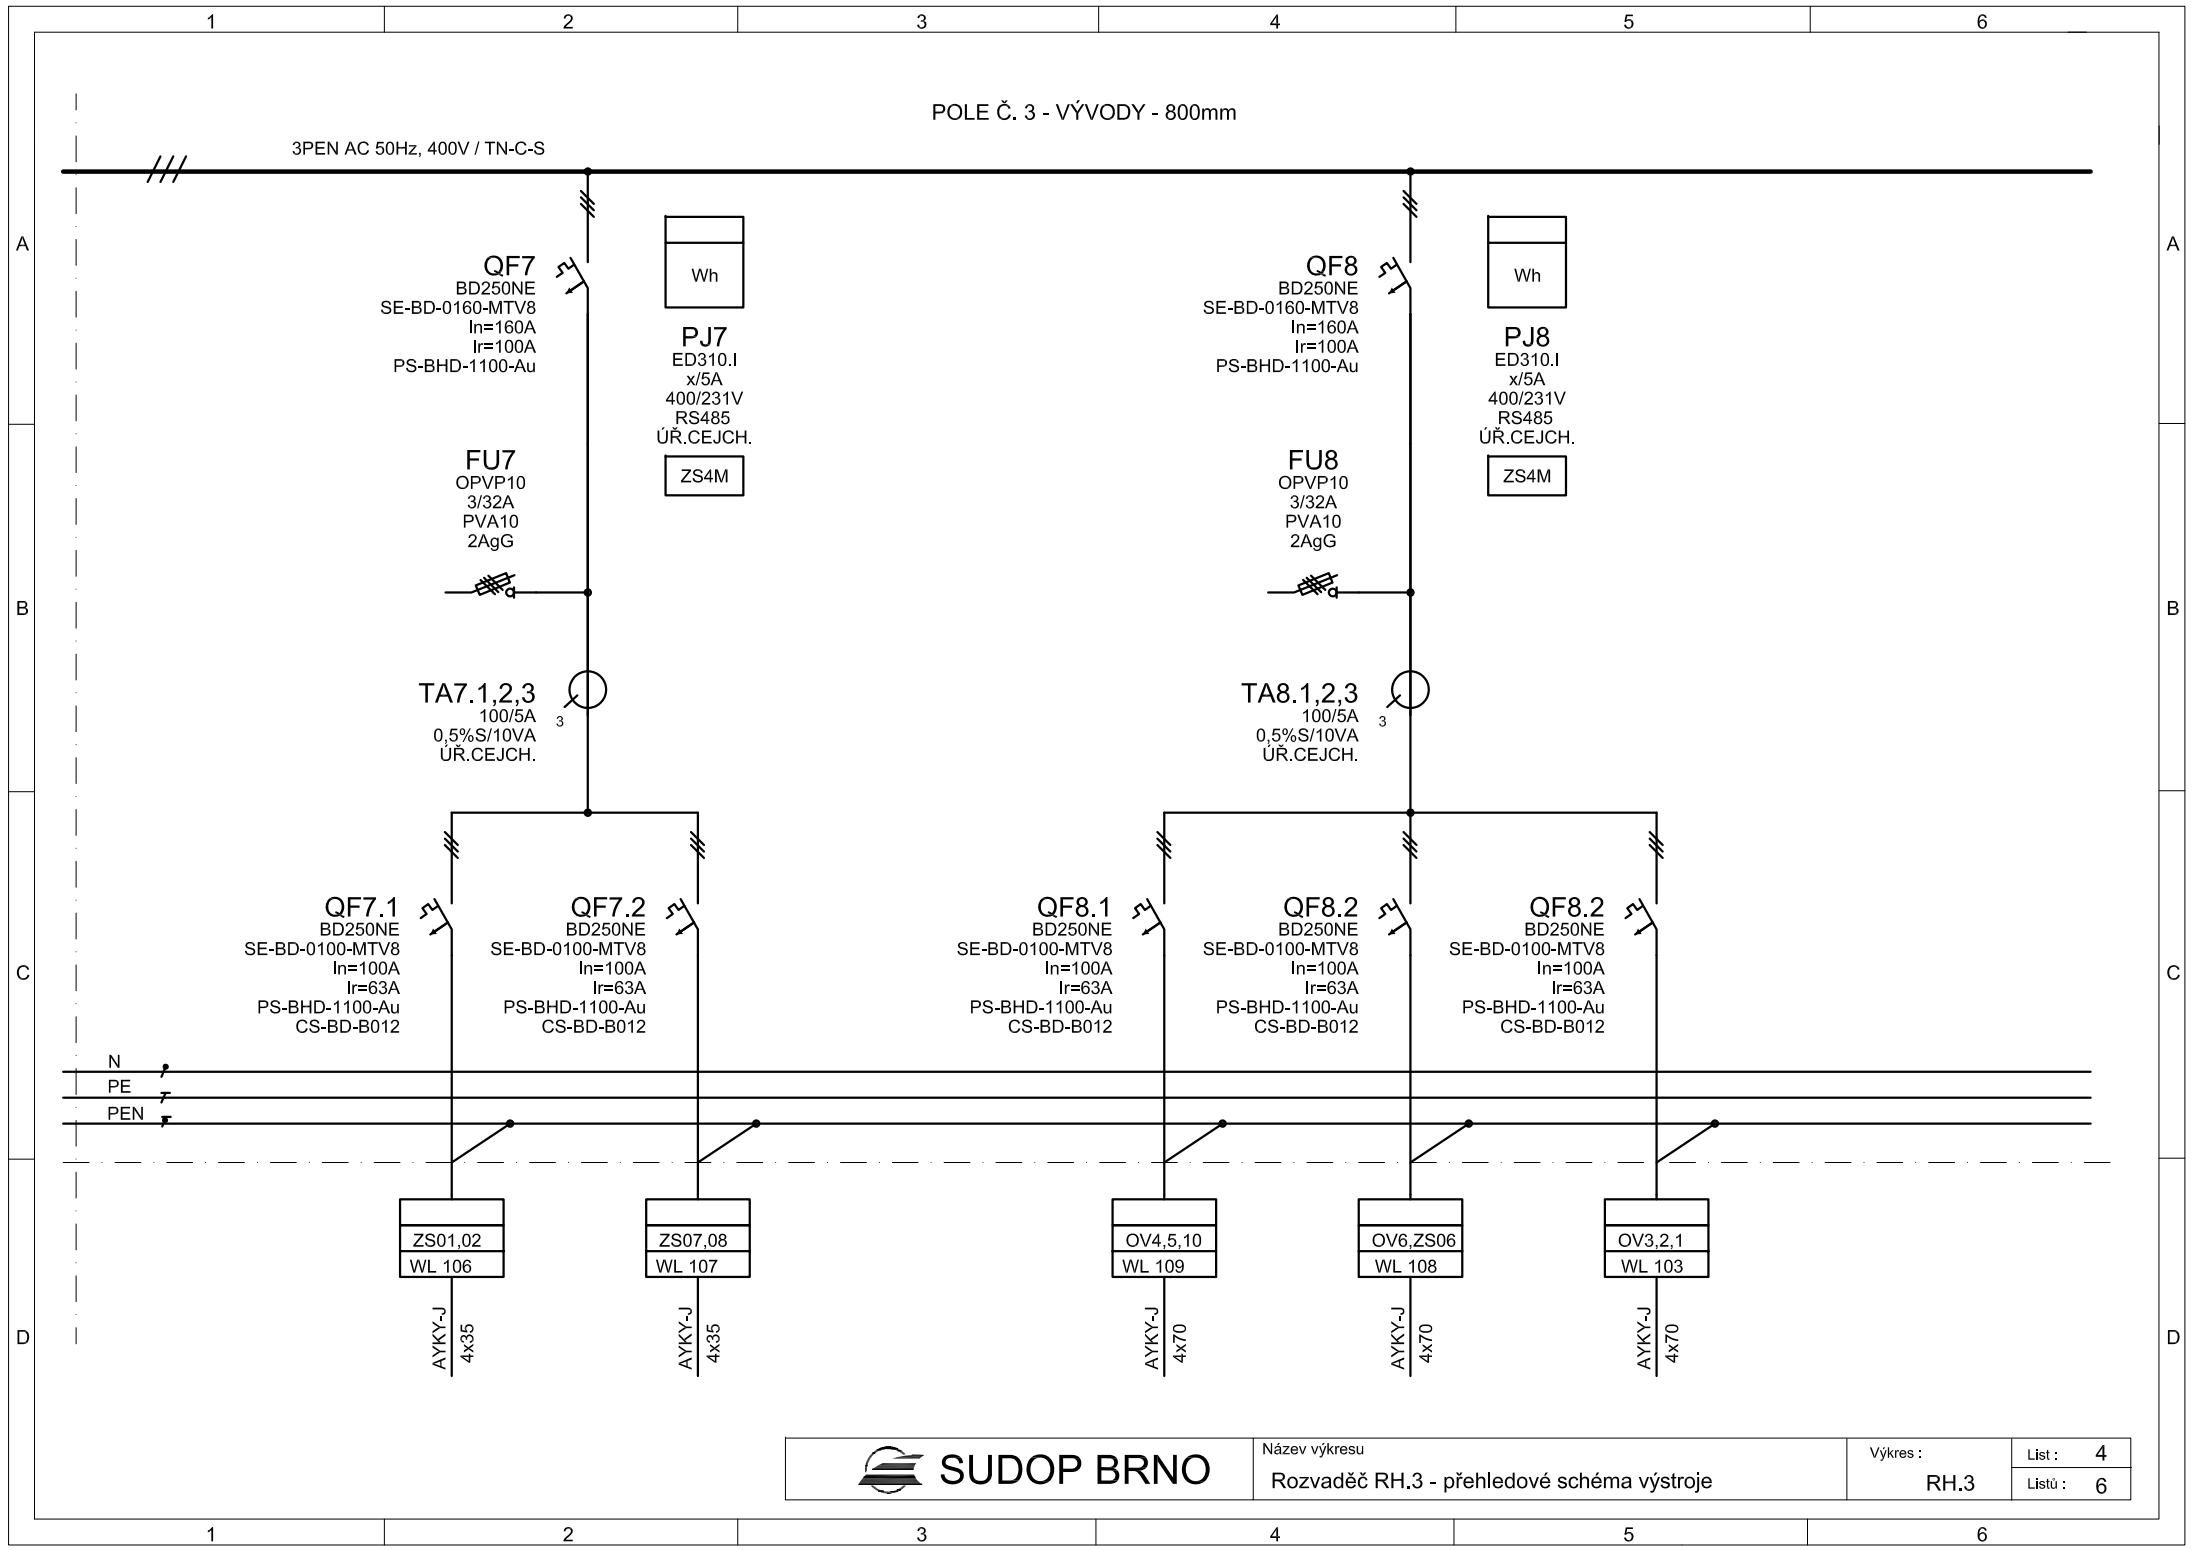 1 2 3 4 5 6
POLE Č. 3 - VÝVODY - 800mm
3PEN AC 50Hz, 400V / TN-C-S
A
A
QF7
BD250NE
SE-BD-0160-MTV8
In=160A
Ir=100A
PS-BHD-1100-Au
Wh
PJ7
ED310.I
x/5A
400/231V
RS485
ÚŘ.CEJCH.
ZS4M
QF8
BD250NE
SE-BD-0160-MTV8
In=160A
Ir=100A
PS-BHD-1100-Au
Wh
PJ8
ED310.I
x/5A
400/231V
RS485
ÚŘ.CEJCH.
ZS4M
FU7
OPVP10
3/32A
PVA10
2AgG
FU8
OPVP10
3/32A
PVA10
2AgG
B
B
TA7.1,2,3
100/5A
0,5%S/10VA
ÚŘ.CEJCH.
3
TA8.1,2,3
100/5A
0,5%S/10VA
ÚŘ.CEJCH.
3
QF7.1
BD250NE
SE-BD-0100-MTV8
In=100A
Ir=63A
PS-BHD-1100-Au
CS-BD-B012
QF7.2
BD250NE
SE-BD-0100-MTV8
In=100A
Ir=63A
PS-BHD-1100-Au
CS-BD-B012
QF8.1
BD250NE
SE-BD-0100-MTV8
In=100A
Ir=63A
PS-BHD-1100-Au
CS-BD-B012
QF8.2
BD250NE
SE-BD-0100-MTV8
In=100A
Ir=63A
PS-BHD-1100-Au
CS-BD-B012
QF8.2
BD250NE
SE-BD-0100-MTV8
In=100A
Ir=63A
PS-BHD-1100-Au
CS-BD-B012
C
C
N
PE
PEN
ZS01,02
WL 106
AYKY-J
4x35
ZS07,08
WL 107
AYKY-J
4x35
OV4,5,10
WL 109
AYKY-J
4x70
OV6,ZS06
WL 108
AYKY-J
4x70
OV3,2,1
WL 103
AYKY-J
4x70
D
D
SUDOP BRNO
Název výkresu
Rozvaděč RH.3 - přehledové schéma výstroje
Výkres :
RH.3
List : 4
Listů : 6
1 2 3 4 5 6